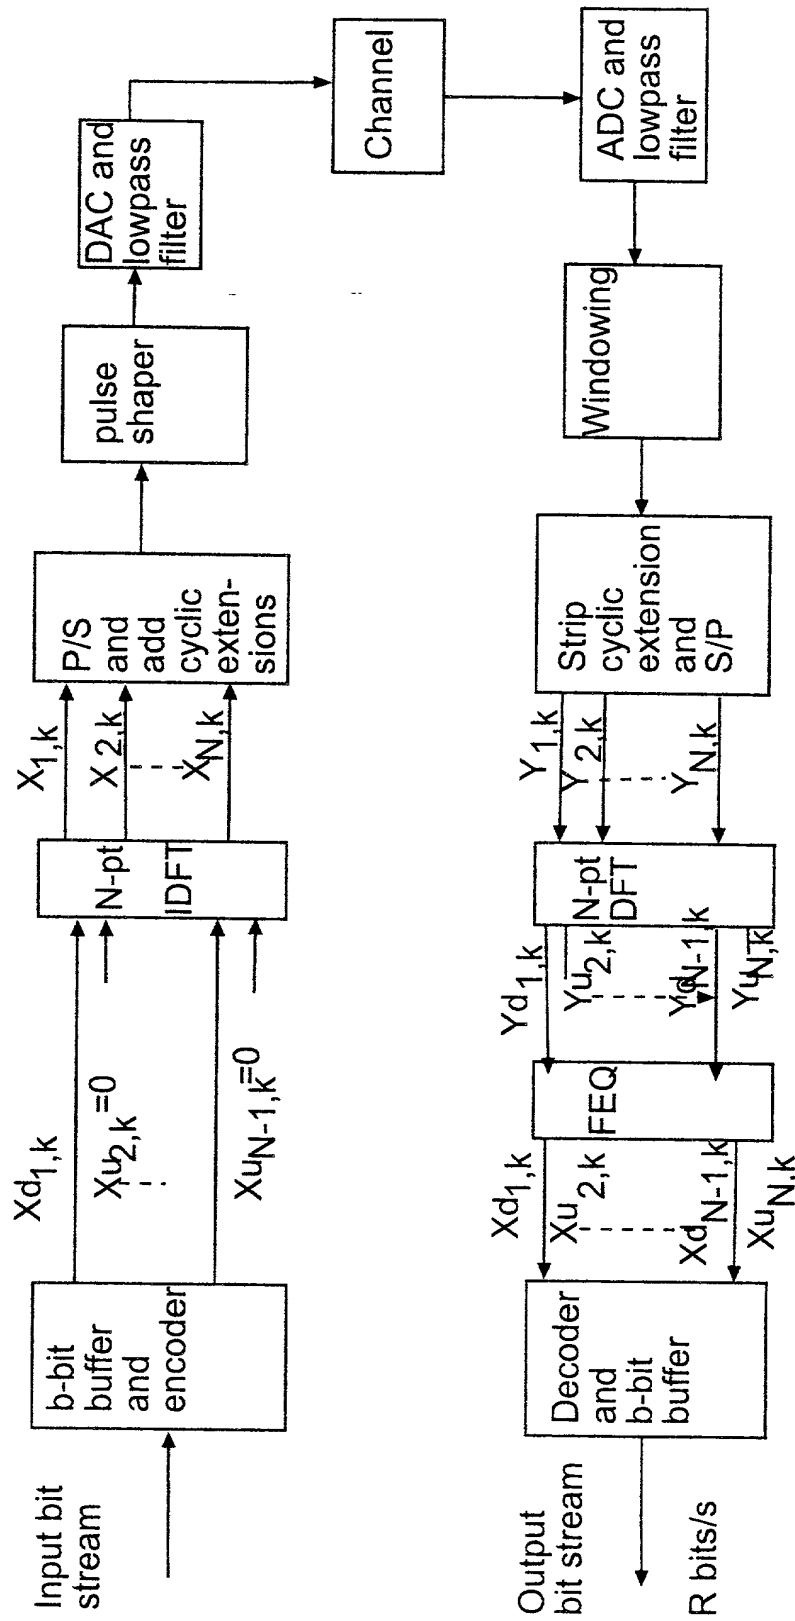 Input bit
stream
b-bit
buffer
and
encoder
Xd1,k
Xu2,k=0
XuN-1,k=0
N-pt
IDFT
X1,k
X2,k
XN,k
P/S
and
add
cyclic
exten-
sions
pulse
shaper
DAC and
lowpass
filter
Channel
ADC and
lowpass
filter
Windowing
Strip
cyclic
extension
and
S/P
Y1,k
Y2,k
YN,k
N-pt
DFT
Yd1,k
Yu2,k
YdN-1,k
YuN,k
FEQ
Xd1,k
Xu2,k
XdN-1,k
XuN,k
Decoder
and
b-bit
buffer
Output
bit stream
R bits/s